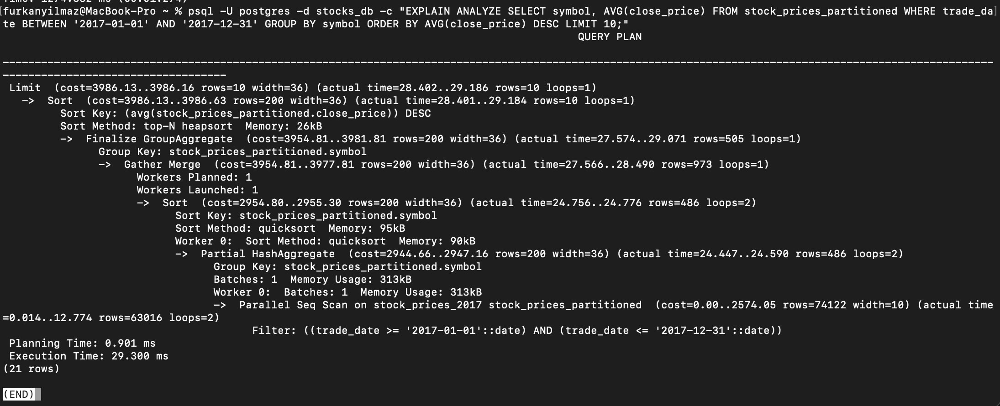 furkanyilmaz@MacBook-Pro ~ % psql -U postgres -d stocks_db -c "EXPLAIN ANALYZE SELECT symbol, AVG(close_price) FROM stock_prices_partitioned WHERE trade_da
te BETWEEN '2017-01-01' AND '2017-12-31' GROUP BY symbol ORDER BY AVG(close_price) DESC LIMIT 10;"
QUERY PLAN
-----------------------------------------------------------------------------------------------------------------------------------------------------------
-----------------------------------
 Limit  (cost=3986.13..3986.16 rows=10 width=36) (actual time=28.402..29.186 rows=10 loops=1)
   ->  Sort  (cost=3986.13..3986.63 rows=200 width=36) (actual time=28.401..29.184 rows=10 loops=1)
         Sort Key: (avg(stock_prices_partitioned.close_price)) DESC
         Sort Method: top-N heapsort  Memory: 26kB
         ->  Finalize GroupAggregate  (cost=3954.81..3981.81 rows=200 width=36) (actual time=27.574..29.071 rows=505 loops=1)
               Group Key: stock_prices_partitioned.symbol
               ->  Gather Merge  (cost=3954.81..3977.81 rows=200 width=36) (actual time=27.566..28.490 rows=973 loops=1)
                     Workers Planned: 1
                     Workers Launched: 1
                     ->  Sort  (cost=2954.80..2955.30 rows=200 width=36) (actual time=24.756..24.776 rows=486 loops=2)
                           Sort Key: stock_prices_partitioned.symbol
                           Sort Method: quicksort  Memory: 95kB
                           Worker 0:  Sort Method: quicksort  Memory: 90kB
                           ->  Partial HashAggregate  (cost=2944.66..2947.16 rows=200 width=36) (actual time=24.447..24.590 rows=486 loops=2)
                                 Group Key: stock_prices_partitioned.symbol
                                 Batches: 1  Memory Usage: 313kB
                                 Worker 0:  Batches: 1  Memory Usage: 313kB
                                 ->  Parallel Seq Scan on stock_prices_2017 stock_prices_partitioned  (cost=0.00..2574.05 rows=74122 width=10) (actual time
=0.014..12.774 rows=63016 loops=2)
                                       Filter: ((trade_date >= '2017-01-01'::date) AND (trade_date <= '2017-12-31'::date))
 Planning Time: 0.901 ms
 Execution Time: 29.300 ms
(21 rows)
(END)